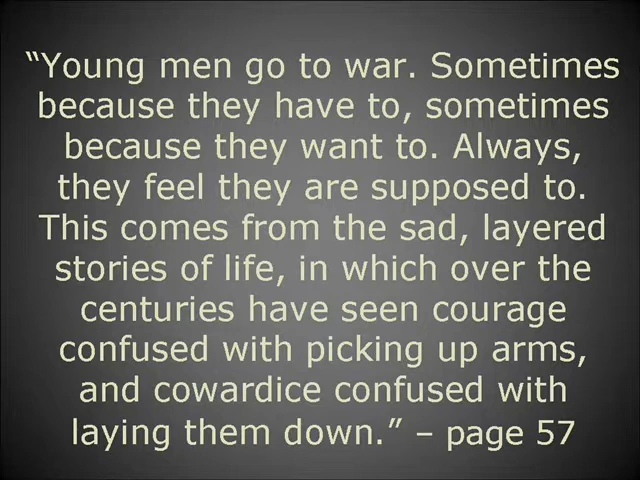 “Young men go to war. Sometimes
because they have to, sometimes
because they want to. Always,
they feel they are supposed to.
This comes from the sad, layered
stories of life, in which over the
centuries have seen courage
confused with picking up arms,
and cowardice confused with
laying them down.” – page 57